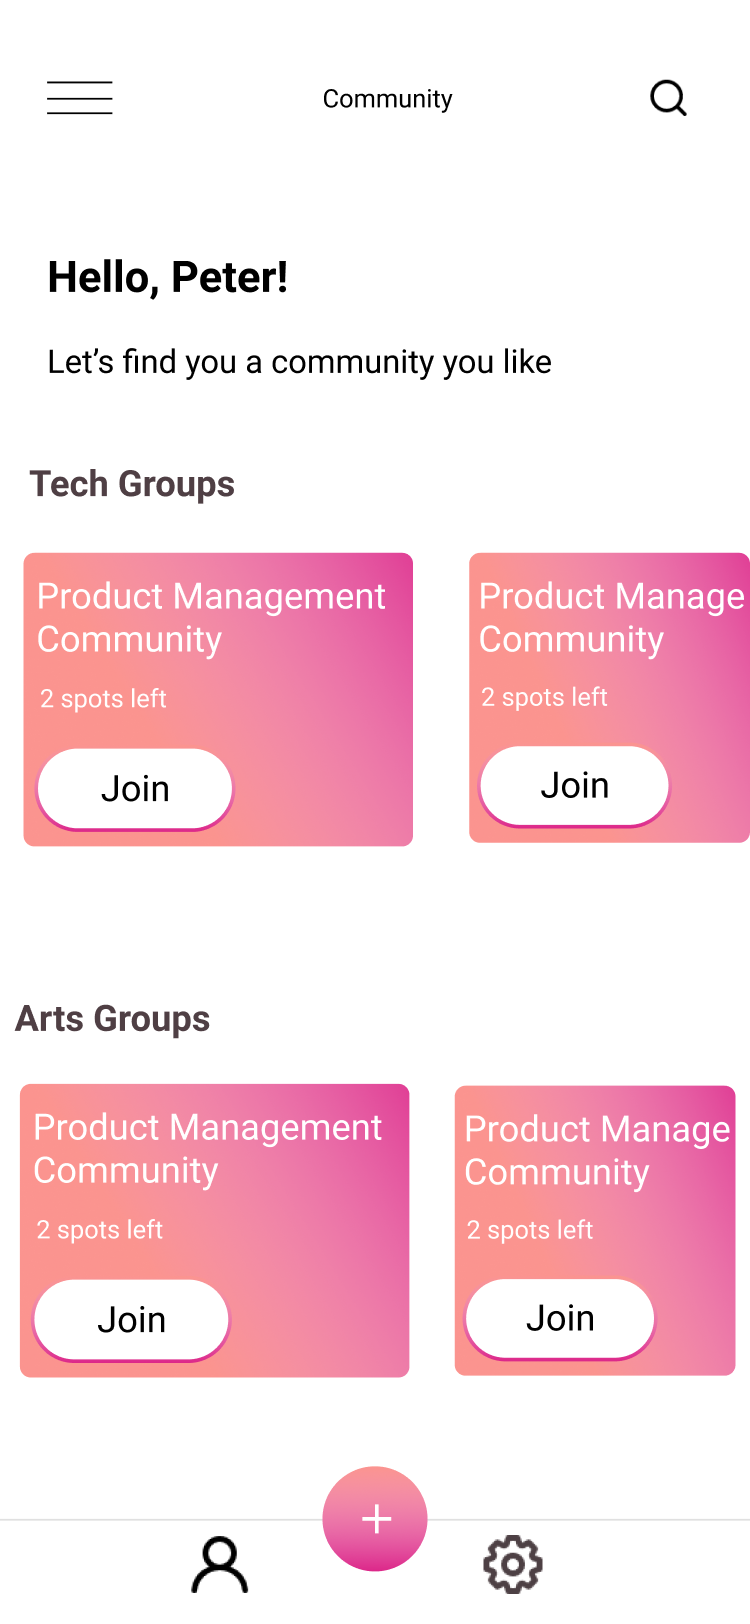 Community
Hello, Peter!
Let’s find you a community you like
Tech Groups
Product Management
Community
2 spots left
Join
Product Manage
Community
2 spots left
Join
Arts Groups
Product Management
Community
2 spots left
Join
Product Manage
Community
2 spots left
Join